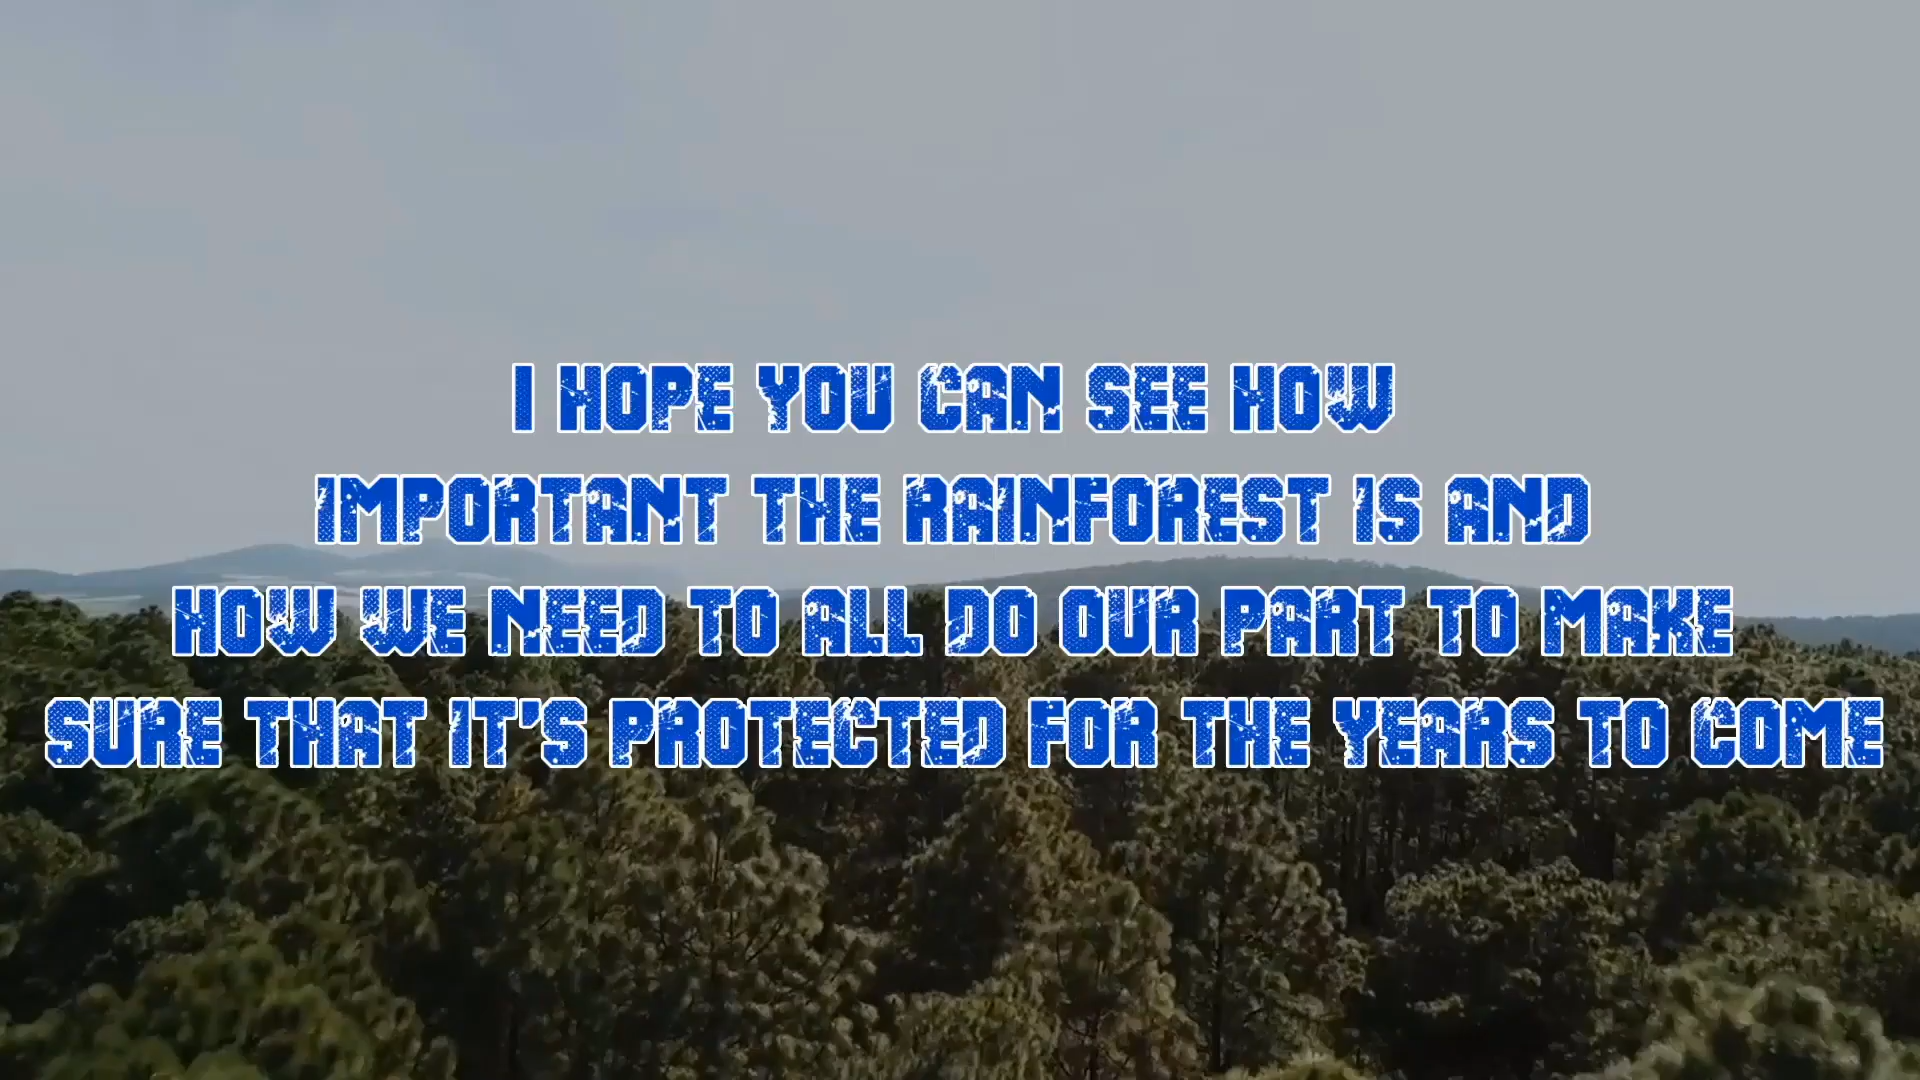 I HOPE YOU CAN SEE HOW
IMPORTANT THE RAINFOREST IS AND
HOW WE NEED TO ALL DO OUR PART TO MAKE
SURE THAT IT'S PROTECTED FOR THE YEARS TO COME